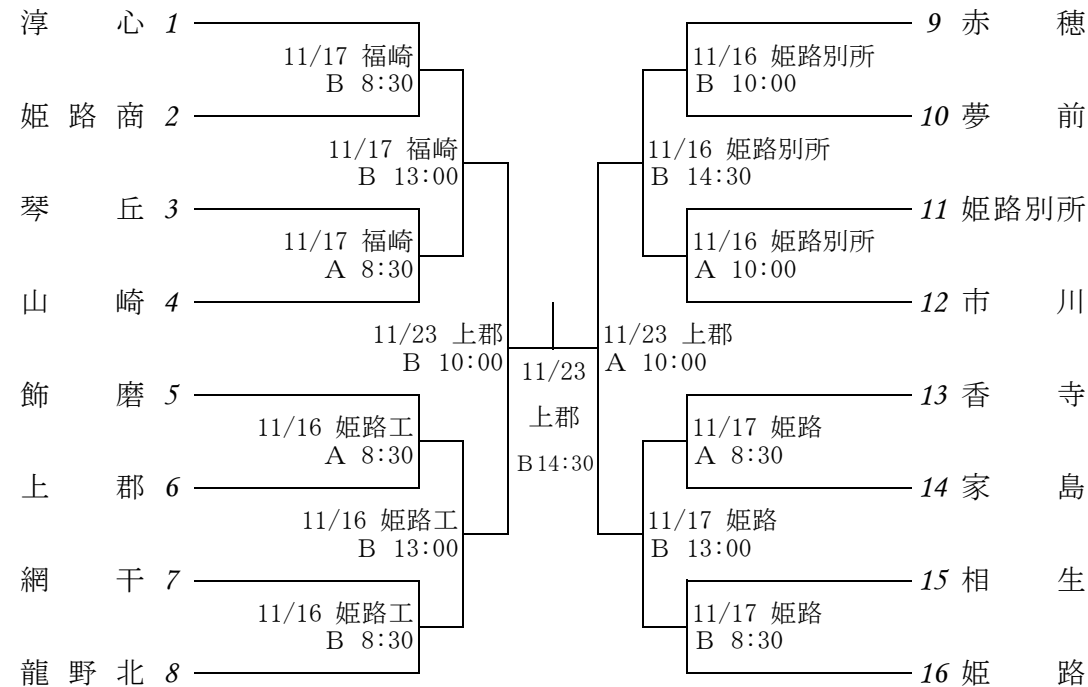 淳心 1
11/17 福崎
B 8:30
姫路商 2
11/17 福崎
B 13:00
琴丘 3
11/17 福崎
A 8:30
山崎 4
11/23 上郡
B 10:00
飾磨 5
11/16 姫路工
A 8:30
上郡 6
11/16 姫路工
B 13:00
網干 7
11/16 姫路工
B 8:30
龍野北 8
11/23
上郡
B 14:30
9 赤穂
11/16 姫路別所
B 10:00
10 夢前
11/16 姫路別所
B 14:30
11 姫路別所
11/16 姫路別所
A 10:00
12 市川
11/23 上郡
A 10:00
13 香寺
11/17 姫路
A 8:30
14 家島
11/17 姫路
B 13:00
15 相生
11/17 姫路
B 8:30
16 姫路